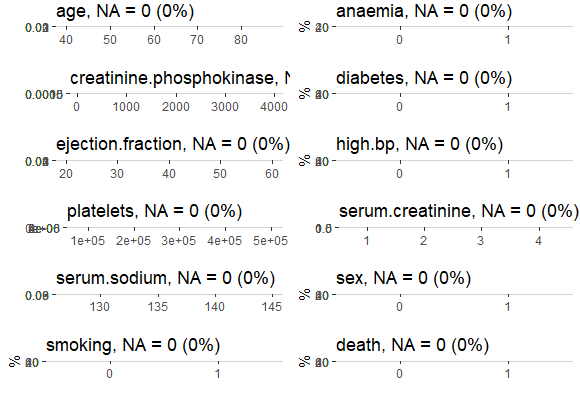 age, NA = 0 (0%)
40 50 60 70 80
anaemia, NA = 0 (0%)
%
0 1
creatinine.phosphokinase, N
0 1000 2000 3000 4000
diabetes, NA = 0 (0%)
%
0 1
ejection.fraction, NA = 0 (0%)
20 30 40 50 60
high.bp, NA = 0 (0%)
%
0 1
platelets, NA = 0 (0%)
1e+05 2e+05 3e+05 4e+05 5e+05
serum.creatinine, NA = 0 (0%)
1 2 3 4
serum.sodium, NA = 0 (0%)
130 135 140 145
sex, NA = 0 (0%)
%
0 1
smoking, NA = 0 (0%)
%
0 1
death, NA = 0 (0%)
%
0 1